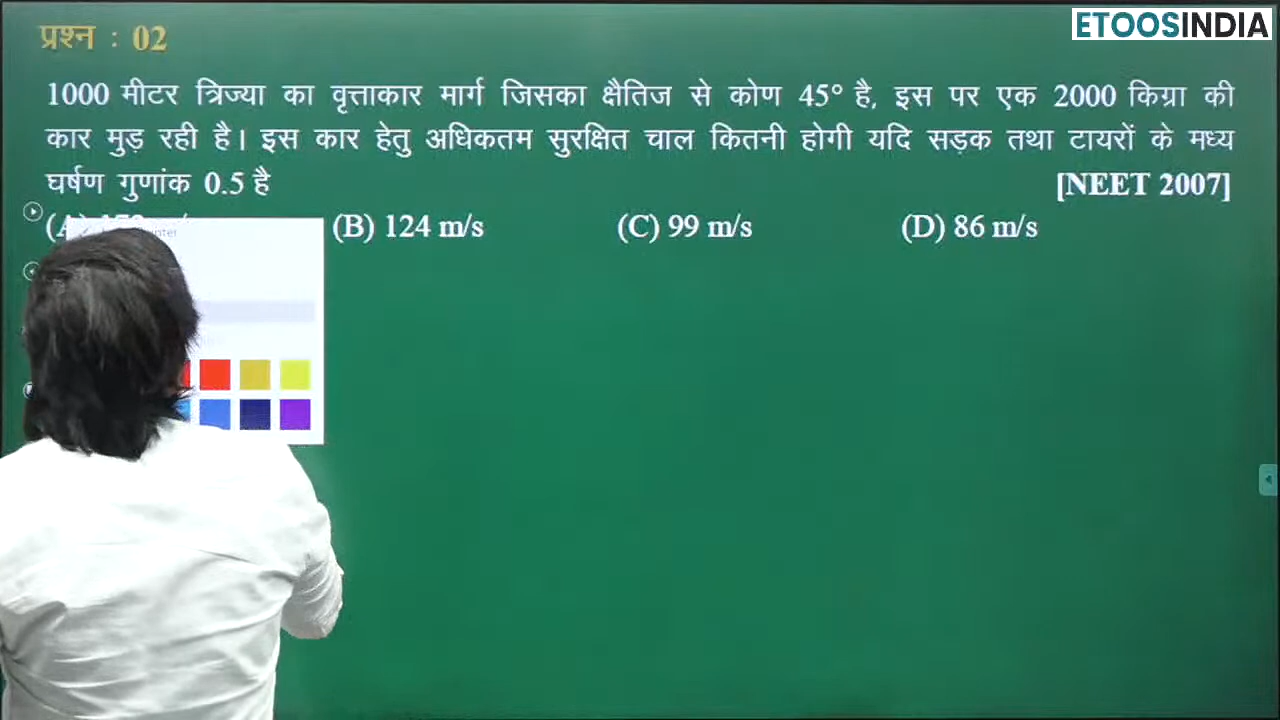 ETOOSINDIA
प्रश्न : 02
1000 मीटर त्रिज्या का वृत्ताकार मार्ग जिसका क्षैतिज से कोण 45° है, इस पर एक 2000 किग्रा की
कार मुड़ रही है। इस कार हेतु अधिकतम सुरक्षित चाल कितनी होगी यदि सड़क तथा टायरों के मध्य
घर्षण गुणांक 0.5 है [NEET 2007]
(B) 124 m/s (C) 99 m/s (D) 86 m/s